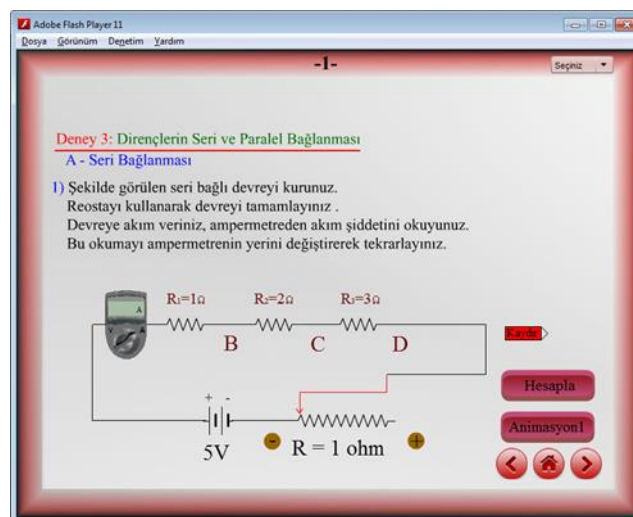 Adobe Flash Player 11
Dosya Görünüm Denetim Yardım
-1-
Seçiniz
Deney 3: Dirençlerin Seri ve Paralel Bağlanması
A - Seri Bağlanması
1) Şekilde görülen seri bağlı devreyi kurunuz.
Reostayı kullanarak devreyi tamamlayınız .
Devreye akım veriniz, ampermetreden akım şiddetini okuyunuz.
Bu okumayı ampermetrenin yerini değiştirerek tekrarlayınız.
R₁=1Ω R₂=2Ω R₃=3Ω
A
V A
B C D
Kaydır
Hesapla
+ -
Animasyon1
- +
5V R = 1 ohm